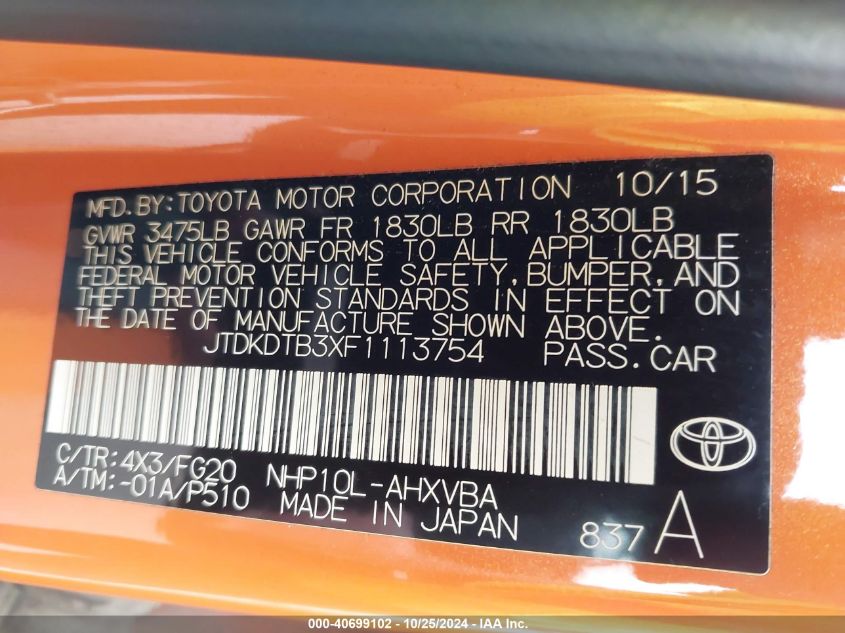 MFD.BY:TOYOTA MOTOR CORPORATION 10/15
GVWR 3475LB GAWR FR 1830LB RR 1830LB
THIS VEHICLE CONFORMS TO ALL APPLICABLE
FEDERAL MOTOR VEHICLE SAFETY,BUMPER,AND
THEFT PREVENTION STANDARDS IN EFFECT ON
THE DATE OF MANUFACTURE SHOWN ABOVE.
JTDKDTB3XF1113754 PASS.CAR
C/TR:4X3/FG20 NHP10L-AHXVBA
A/TM:-01A/P510 MADE IN JAPAN 837 A
000-40699102 - 10/25/2024 - IAA Inc.